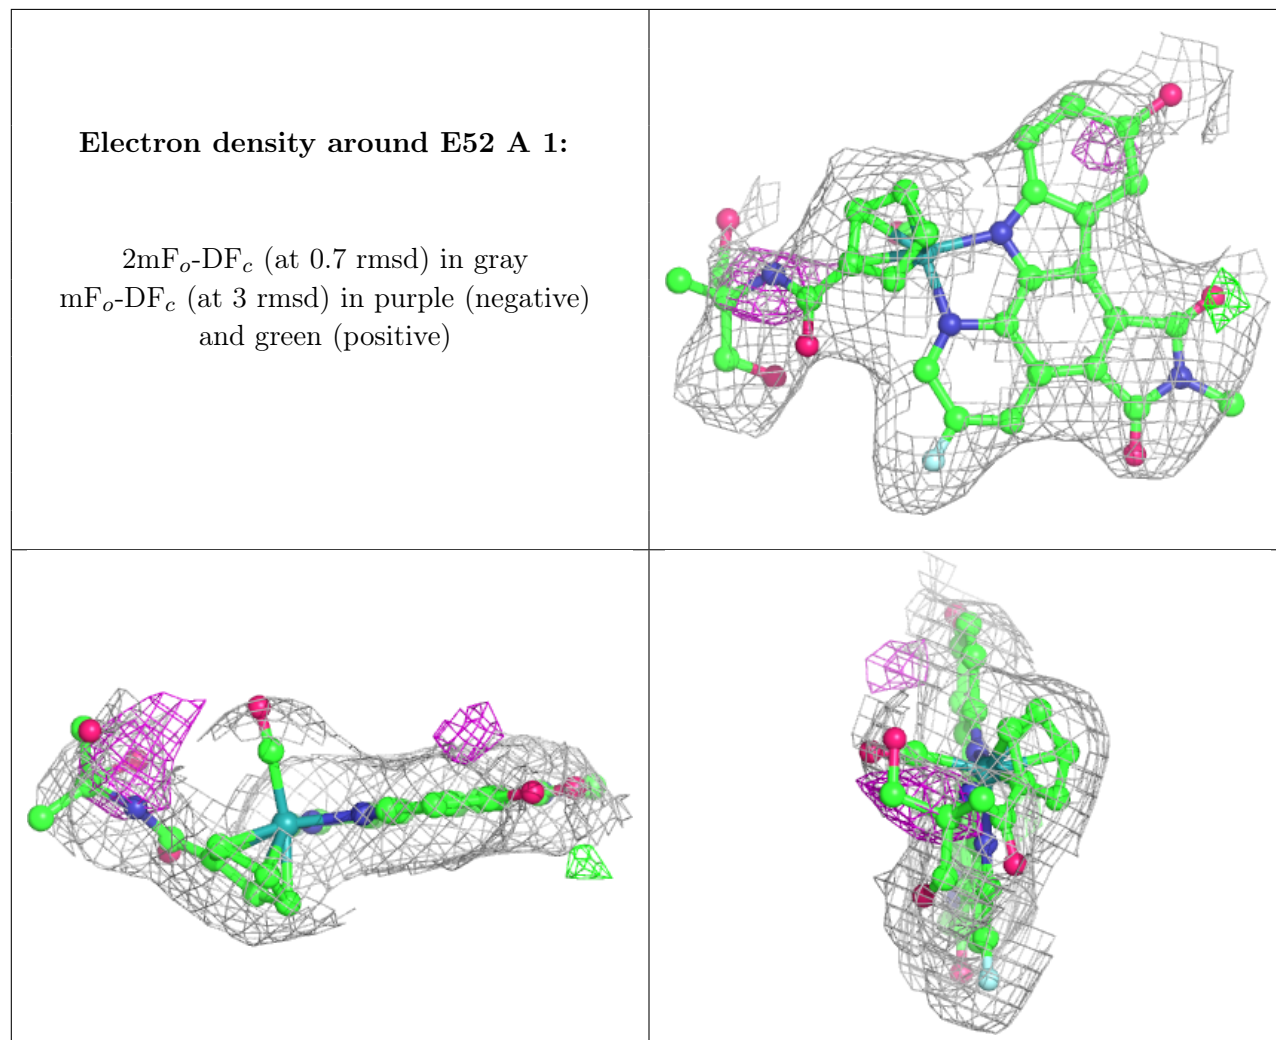 Electron density around E52 A 1:
2mFo-DFc (at 0.7 rmsd) in gray
mFo-DFc (at 3 rmsd) in purple (negative)
and green (positive)